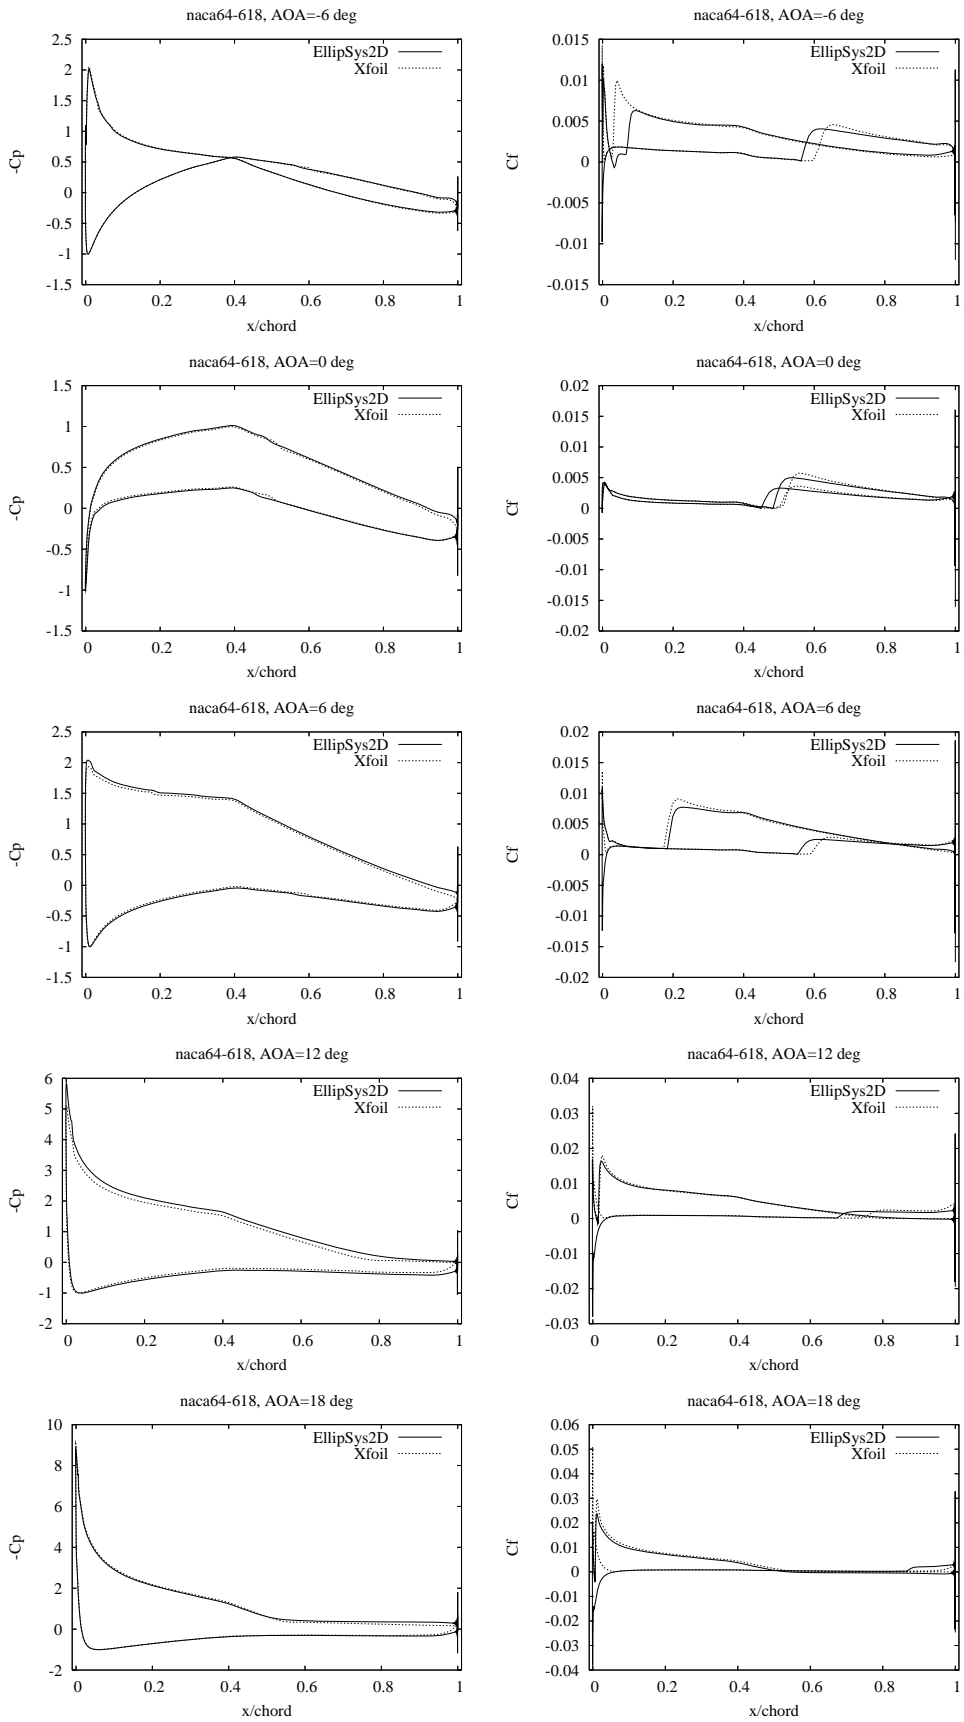 naca64-618, AOA=-6 deg
2.5
2
1.5
1
0.5
0
-0.5
-1
-1.5
0 0.2 0.4 0.6 0.8 1
-Cp
x/chord
EllipSys2D
Xfoil
naca64-618, AOA=-6 deg
0.015
0.01
0.005
0
-0.005
-0.01
-0.015
0 0.2 0.4 0.6 0.8 1
Cf
x/chord
EllipSys2D
Xfoil
naca64-618, AOA=0 deg
1.5
1
0.5
0
-0.5
-1
-1.5
0 0.2 0.4 0.6 0.8 1
-Cp
x/chord
EllipSys2D
Xfoil
naca64-618, AOA=0 deg
0.02
0.015
0.01
0.005
0
-0.005
-0.01
-0.015
-0.02
0 0.2 0.4 0.6 0.8 1
Cf
x/chord
EllipSys2D
Xfoil
naca64-618, AOA=6 deg
2.5
2
1.5
1
0.5
0
-0.5
-1
-1.5
0 0.2 0.4 0.6 0.8 1
-Cp
x/chord
EllipSys2D
Xfoil
naca64-618, AOA=6 deg
0.02
0.015
0.01
0.005
0
-0.005
-0.01
-0.015
-0.02
0 0.2 0.4 0.6 0.8 1
Cf
x/chord
EllipSys2D
Xfoil
naca64-618, AOA=12 deg
6
5
4
3
2
1
0
-1
-2
0 0.2 0.4 0.6 0.8 1
-Cp
x/chord
EllipSys2D
Xfoil
naca64-618, AOA=12 deg
0.04
0.03
0.02
0.01
0
-0.01
-0.02
-0.03
0 0.2 0.4 0.6 0.8 1
Cf
x/chord
EllipSys2D
Xfoil
naca64-618, AOA=18 deg
10
8
6
4
2
0
-2
0 0.2 0.4 0.6 0.8 1
-Cp
x/chord
EllipSys2D
Xfoil
naca64-618, AOA=18 deg
0.06
0.05
0.04
0.03
0.02
0.01
0
-0.01
-0.02
-0.03
-0.04
0 0.2 0.4 0.6 0.8 1
Cf
x/chord
EllipSys2D
Xfoil